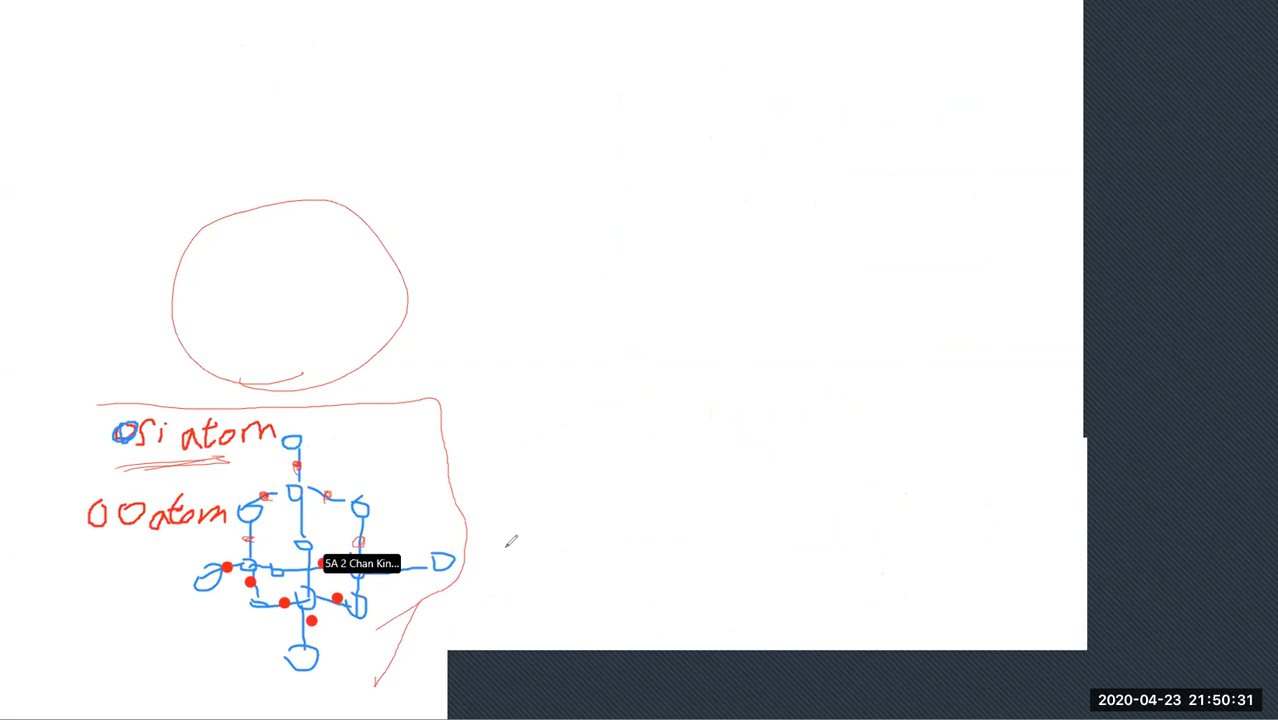 O Si atom
O O atom
5A 2 Chan Kin...
2020-04-23 21:50:31